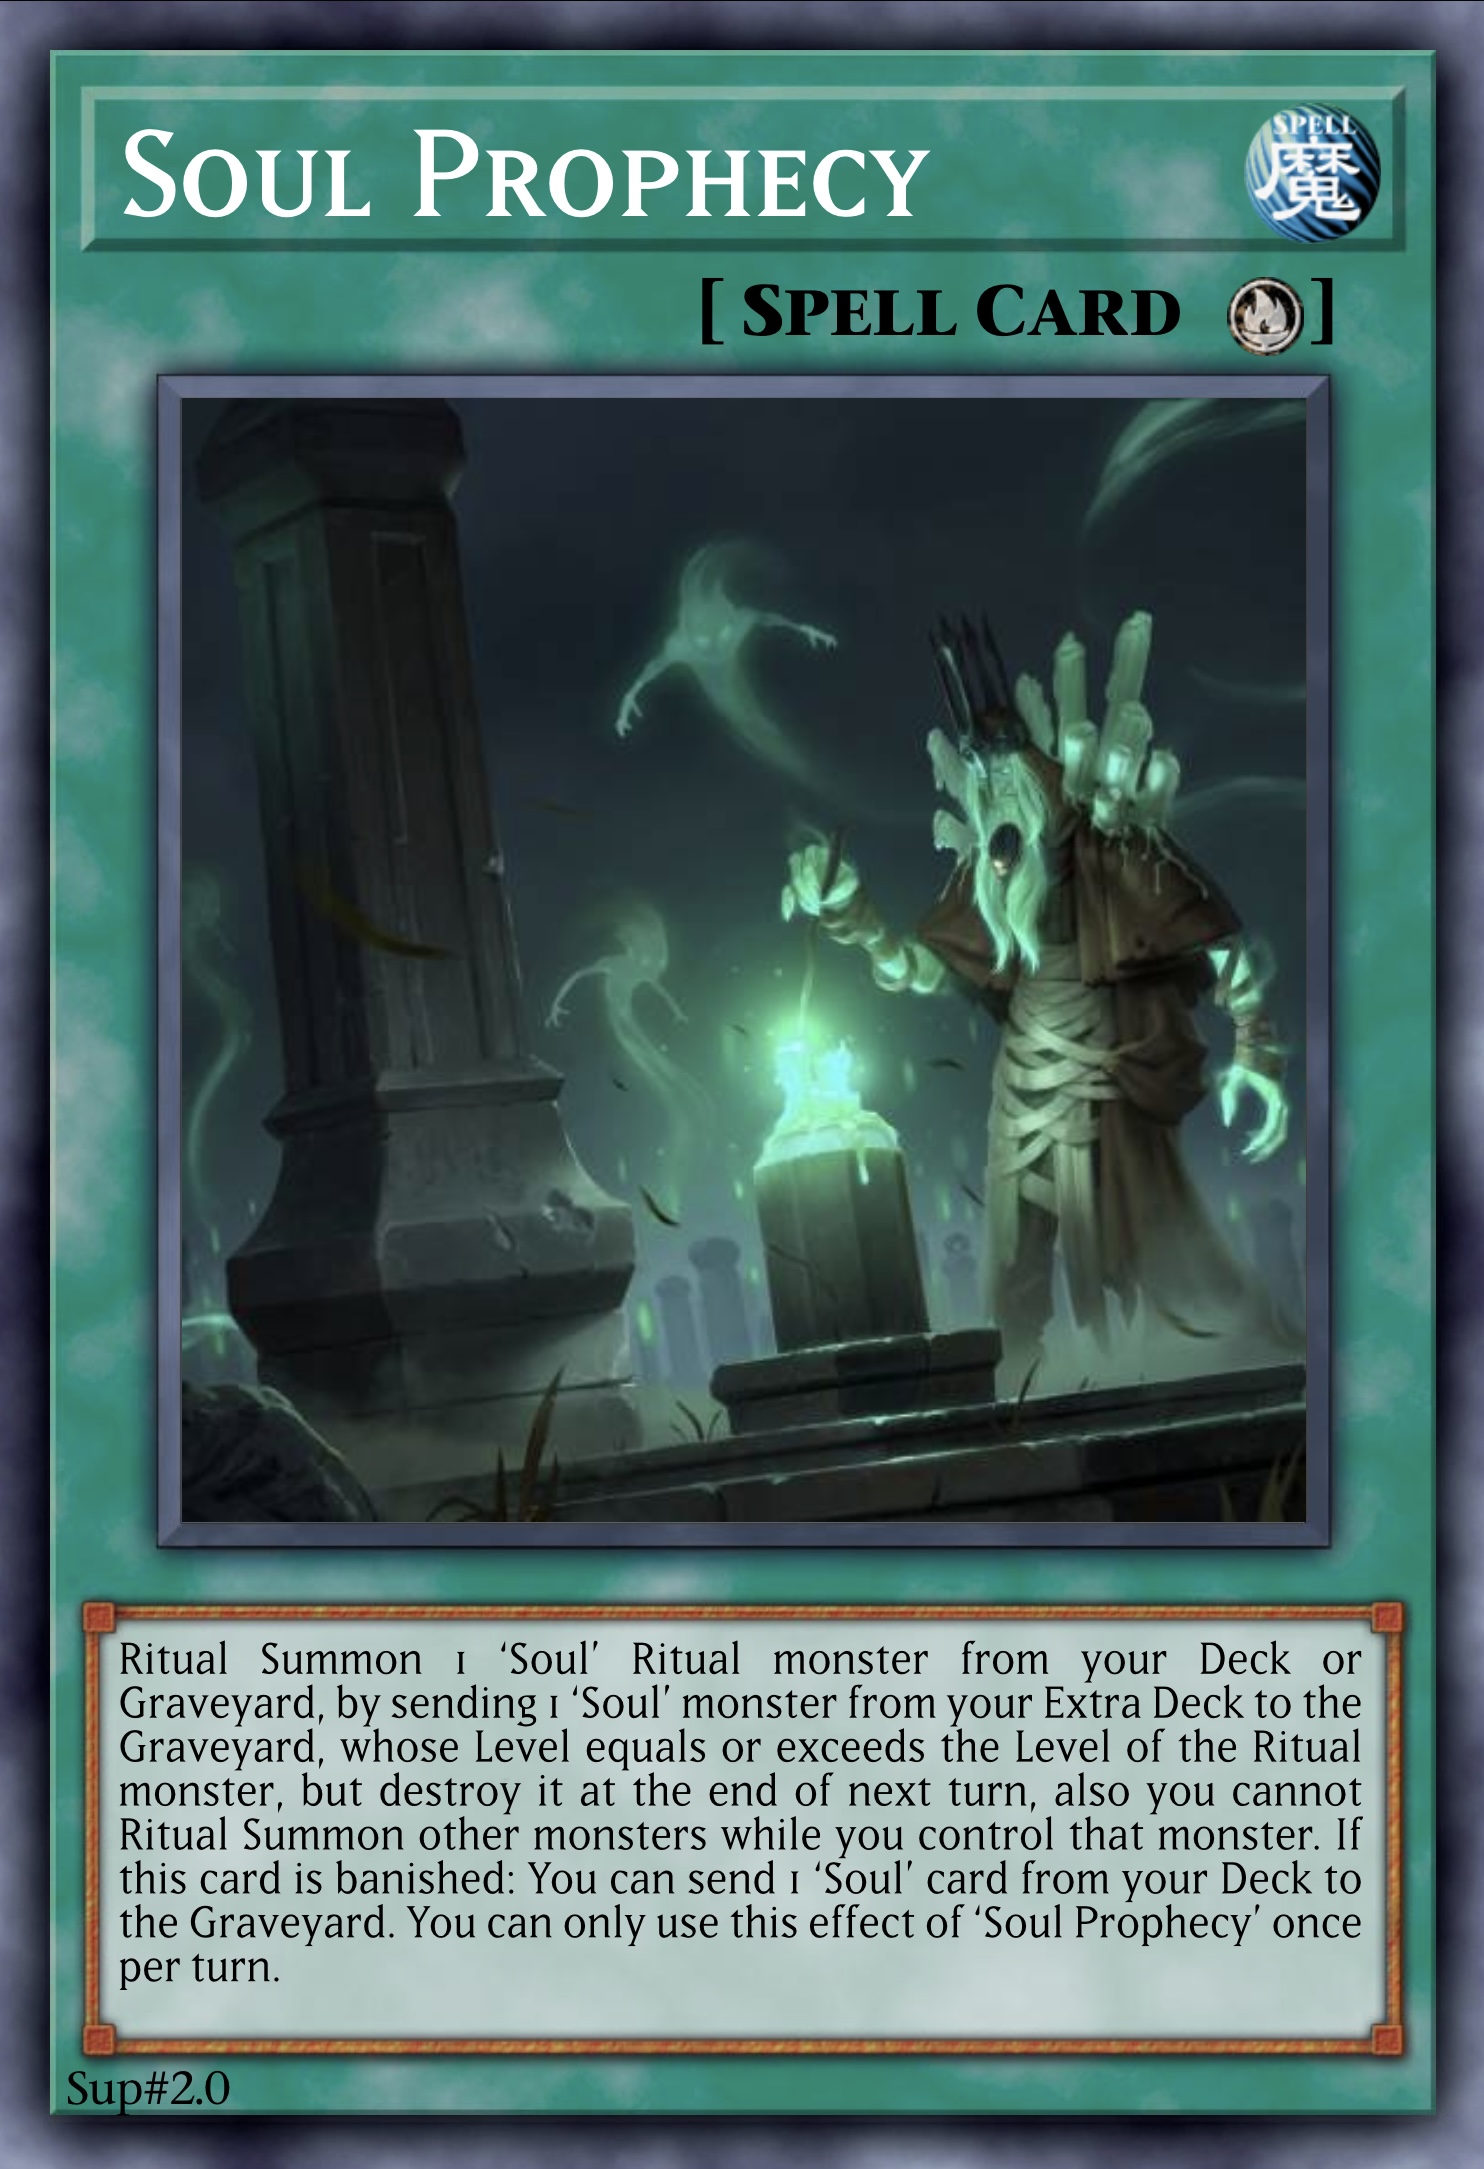 Soul Prophecy
SPELL
魔
[ Spell Card ]
Ritual Summon 1 ‘Soul’ Ritual monster from your Deck or
Graveyard, by sending 1 ‘Soul’ monster from your Extra Deck to the
Graveyard, whose Level equals or exceeds the Level of the Ritual
monster, but destroy it at the end of next turn, also you cannot
Ritual Summon other monsters while you control that monster. If
this card is banished: You can send 1 ‘Soul’ card from your Deck to
the Graveyard. You can only use this effect of ‘Soul Prophecy’ once
per turn.
Sup#2.0